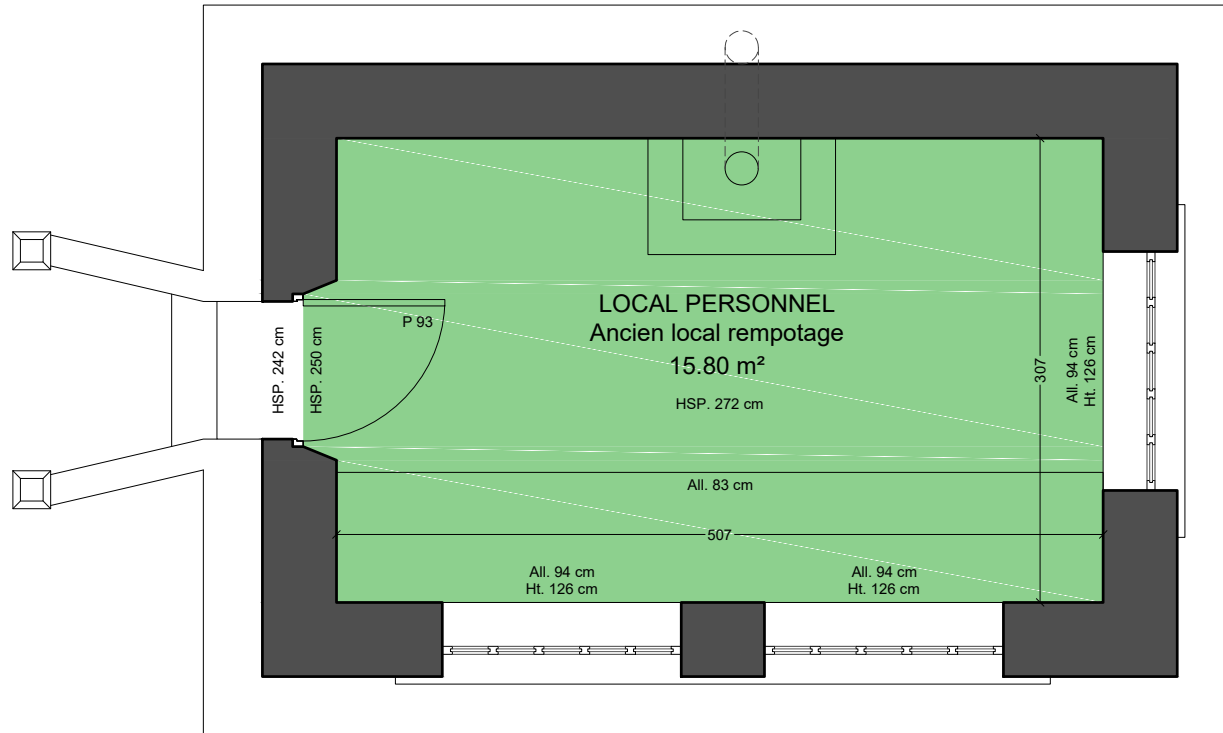 LOCAL PERSONNEL
Ancien local rempotage
15.80 m²
HSP. 272 cm
P 93
HSP. 242 cm
HSP. 250 cm
307
All. 94 cm
Ht. 126 cm
All. 83 cm
507
All. 94 cm
Ht. 126 cm
All. 94 cm
Ht. 126 cm